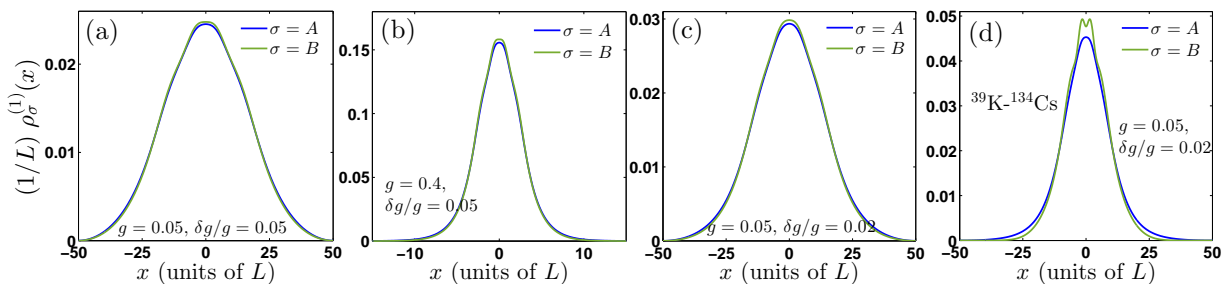 (1/L) ρσ(1)(x)
(a)
σ = A
σ = B
0.02
0.01
0
g = 0.05, δg/g = 0.05
−50 −25 0 25 50
x (units of L)
(b)
σ = A
σ = B
0.15
0.10
0.05
0
g = 0.4,
δg/g = 0.05
−10 0 10
x (units of L)
(c)
σ = A
σ = B
0.03
0.02
0.01
0
g = 0.05, δg/g = 0.02
−50 −25 0 25 50
x (units of L)
(d)
σ = A
σ = B
0.05
0.04
0.03
0.02
0.01
0
³⁹K-¹³⁴Cs
g = 0.05,
δg/g = 0.02
−50 −25 0 25 50
x (units of L)